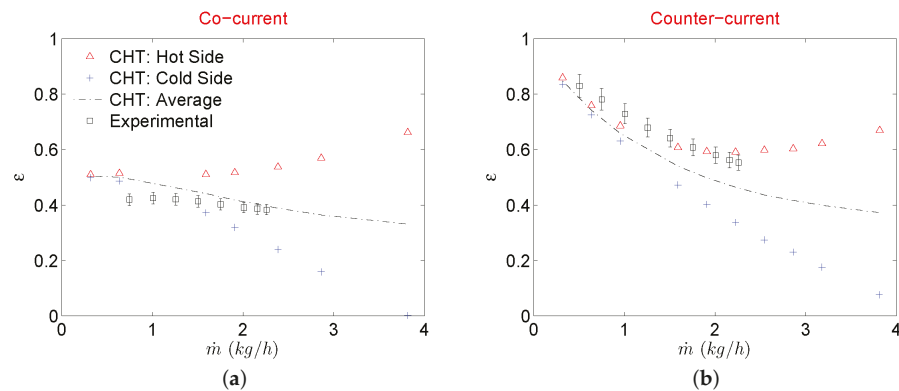 Co−current
1
0.8
0.6
0.4
0.2
0
ε
CHT: Hot Side
CHT: Cold Side
CHT: Average
Experimental
0 1 2 3 4
ṁ (kg/h)
(a)
Counter−current
1
0.8
0.6
0.4
0.2
0
ε
0 1 2 3 4
ṁ (kg/h)
(b)